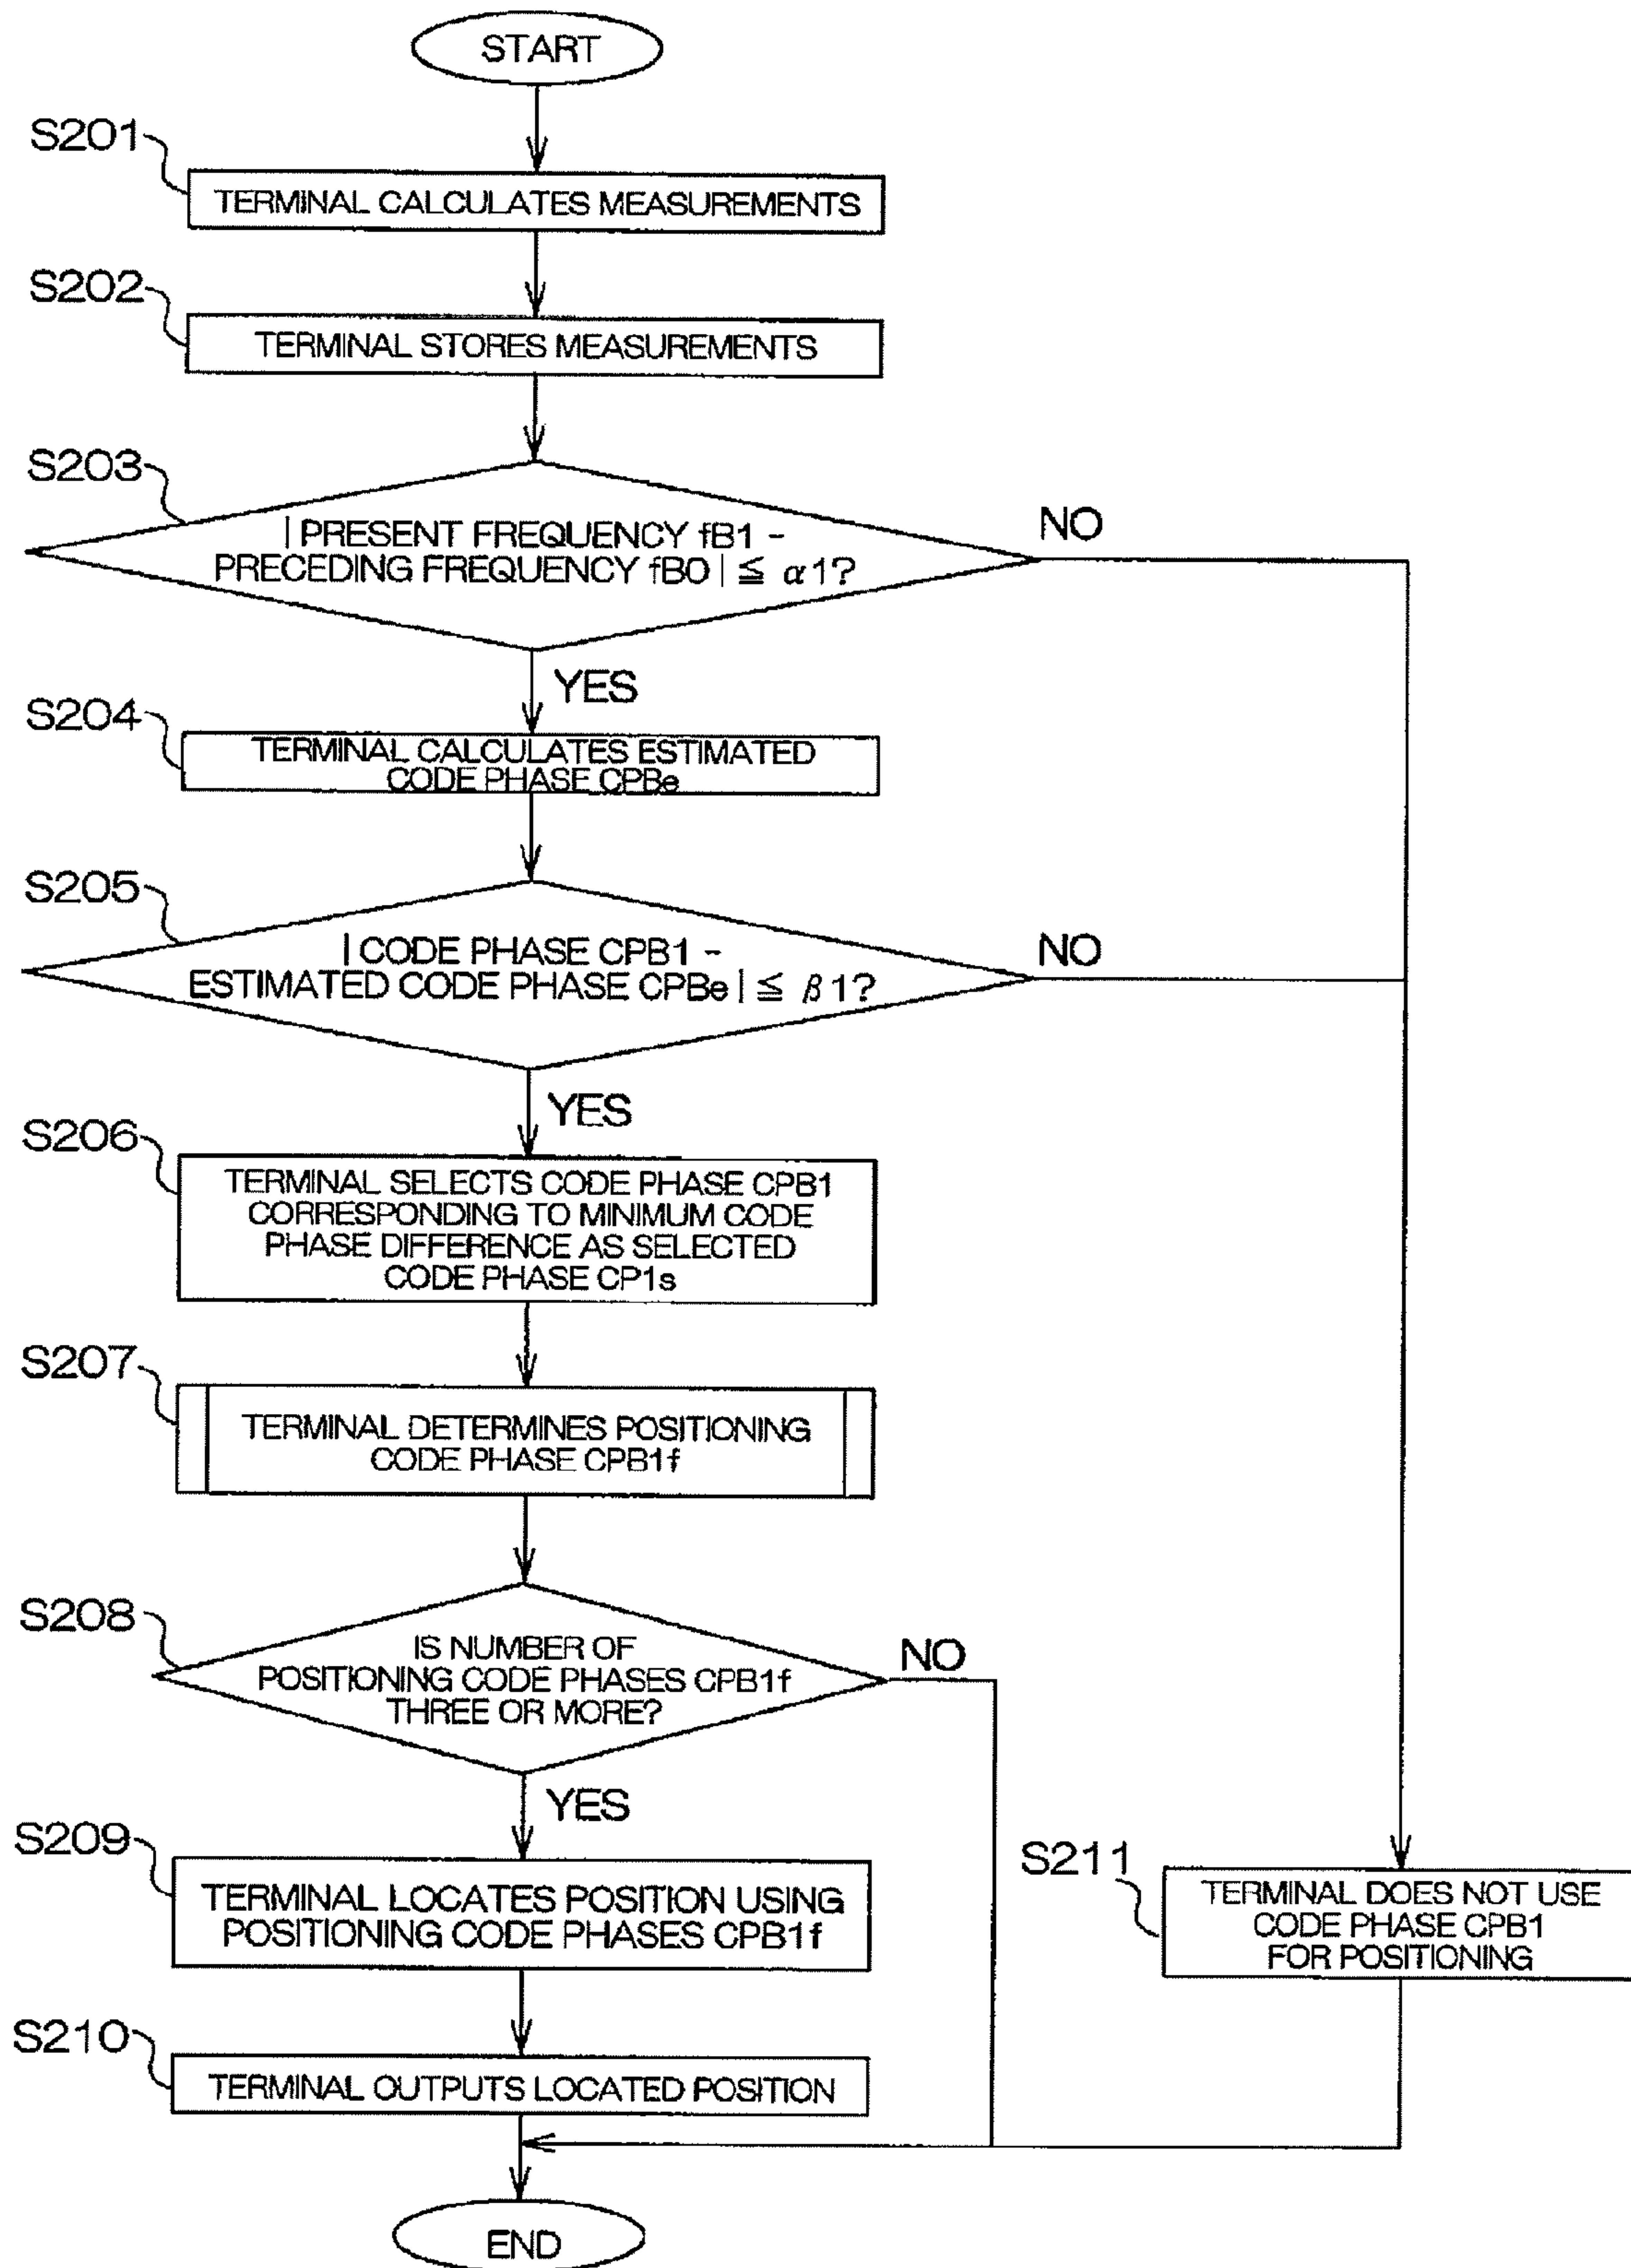 START
S201
TERMINAL CALCULATES MEASUREMENTS
S202
TERMINAL STORES MEASUREMENTS
S203
| PRESENT FREQUENCY fB1 -
PRECEDING FREQUENCY fB0 | ≦ α1?
NO
YES
S204
TERMINAL CALCULATES ESTIMATED
CODE PHASE CPBe
S205
| CODE PHASE CPB1 -
ESTIMATED CODE PHASE CPBe | ≦ β1?
NO
YES
S206
TERMINAL SELECTS CODE PHASE CPB1
CORRESPONDING TO MINIMUM CODE
PHASE DIFFERENCE AS SELECTED
CODE PHASE CP1s
S207
TERMINAL DETERMINES POSITIONING
CODE PHASE CPB1f
S208
IS NUMBER OF
POSITIONING CODE PHASES CPB1f
THREE OR MORE?
NO
YES
S209
TERMINAL LOCATES POSITION USING
POSITIONING CODE PHASES CPB1f
S211
TERMINAL DOES NOT USE
CODE PHASE CPB1
FOR POSITIONING
S210
TERMINAL OUTPUTS LOCATED POSITION
END